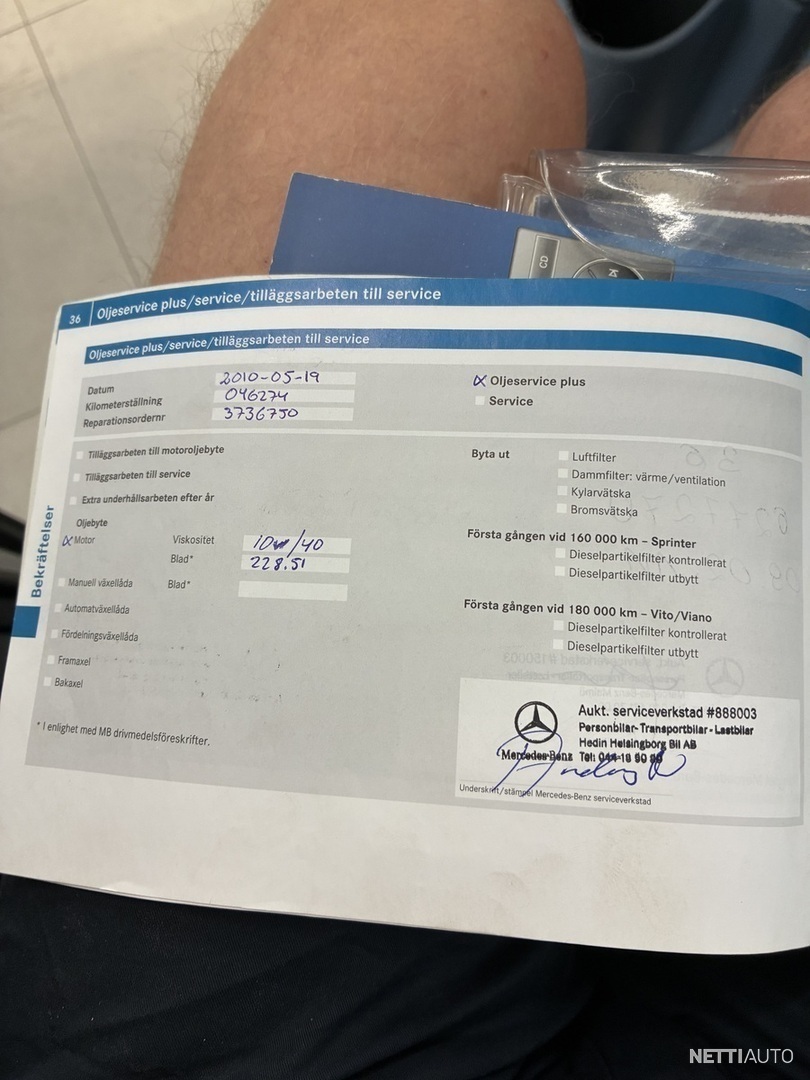 CD
36 Oljeservice plus/service/tilläggsarbeten till service
Oljeservice plus/service/tilläggsarbeten till service
Datum 2010-05-19
Kilometerställning 046274
Reparationsordernr 3736750
x Oljeservice plus
Service
Tilläggsarbeten till motoroljebyte
Tilläggsarbeten till service
Extra underhållsarbeten efter år
Oljebyte
x Motor Viskositet 10w/40
Blad* 228.51
Manuell växellåda Blad*
Automatväxellåda
Fördelningsväxellåda
Framaxel
Bakaxel
* I enlighet med MB drivmedelsföreskrifter.
Byta ut Luftfilter
Dammfilter: värme/ventilation
Kylarvätska
Bromsvätska
Första gången vid 160 000 km – Sprinter
Dieselpartikelfilter kontrollerat
Dieselpartikelfilter utbytt
Första gången vid 180 000 km – Vito/Viano
Dieselpartikelfilter kontrollerat
Dieselpartikelfilter utbytt
Aukt. serviceverkstad #888003
Personbilar-Transportbilar-Lastbilar
Hedin Helsingborg Bil AB
Mercedes-Benz Tel:
Underskrift/stämpel Mercedes-Benz serviceverkstad
Bekräftelser
NETTIAUTO